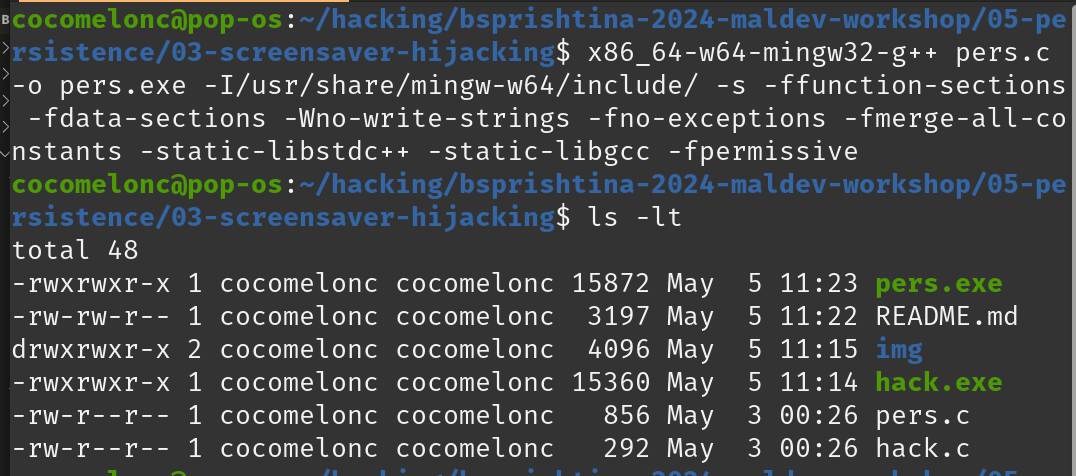 cocomelonc@pop-os:~/hacking/bsprishtina-2024-maldev-workshop/05-pe
rsistence/03-screensaver-hijacking$ x86_64-w64-mingw32-g++ pers.c
-o pers.exe -I/usr/share/mingw-w64/include/ -s -ffunction-sections
 -fdata-sections -Wno-write-strings -fno-exceptions -fmerge-all-co
nstants -static-libstdc++ -static-libgcc -fpermissive
cocomelonc@pop-os:~/hacking/bsprishtina-2024-maldev-workshop/05-pe
rsistence/03-screensaver-hijacking$ ls -lt
total 48
-rwxrwxr-x 1 cocomelonc cocomelonc 15872 May  5 11:23 pers.exe
-rw-rw-r-- 1 cocomelonc cocomelonc  3197 May  5 11:22 README.md
drwxrwxr-x 2 cocomelonc cocomelonc  4096 May  5 11:15 img
-rwxrwxr-x 1 cocomelonc cocomelonc 15360 May  5 11:14 hack.exe
-rw-r--r-- 1 cocomelonc cocomelonc   856 May  3 00:26 pers.c
-rw-r--r-- 1 cocomelonc cocomelonc   292 May  3 00:26 hack.c